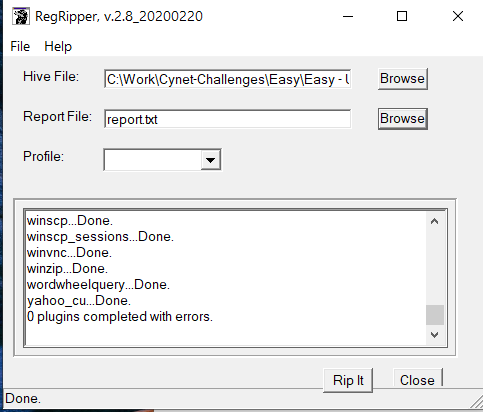 RegRipper, v.2.8_20200220
File Help
Hive File: C:\Work\Cynet-Challenges\Easy\Easy - Browse
Report File: report.txt Browse
Profile:
winscp...Done.
winscp_sessions...Done.
winvnc...Done.
winzip...Done.
wordwheelquery...Done.
yahoo_cu...Done.
0 plugins completed with errors.
Rip It Close
Done.